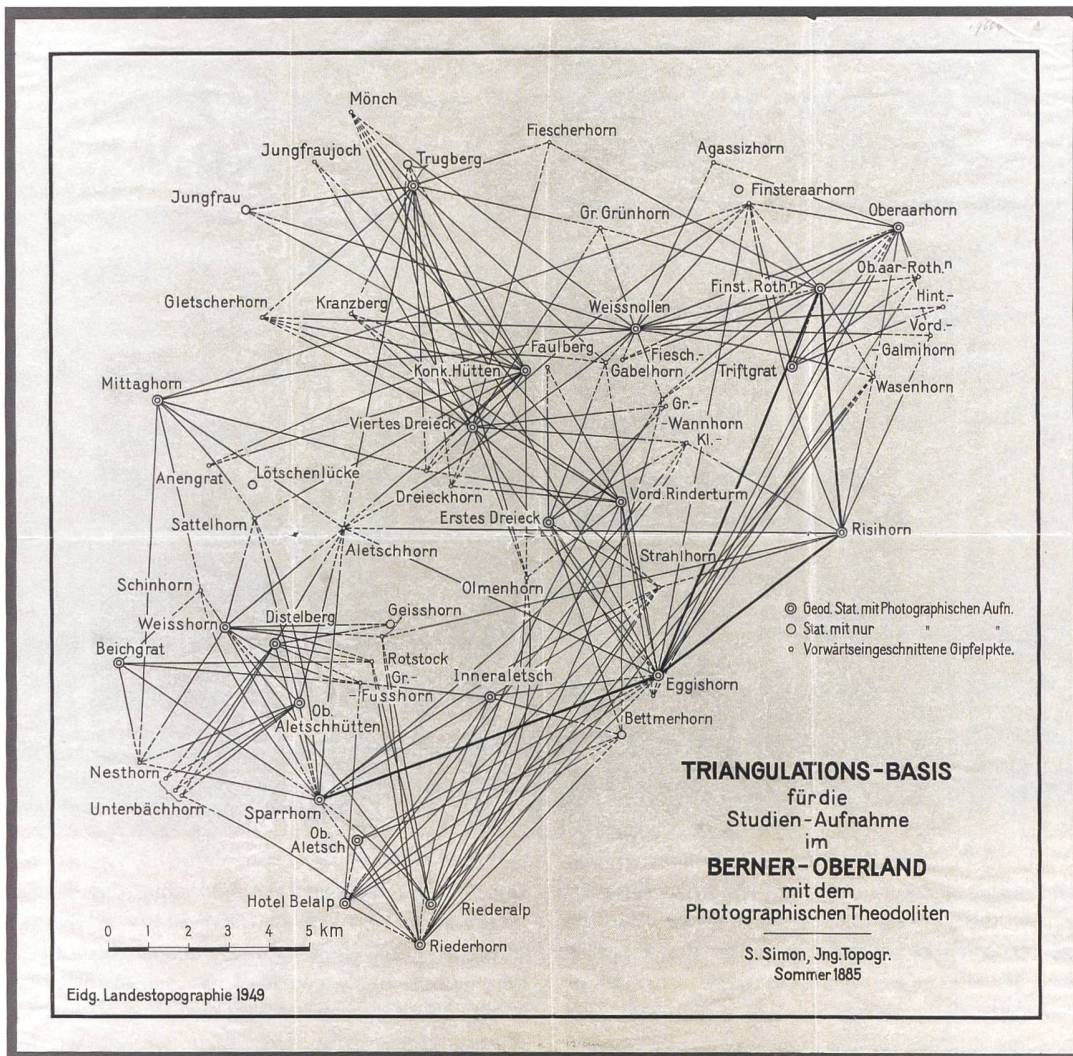 Mönch
Fiescherhorn
Jungfraujoch
Trugberg
Agassizhorn
Jungfrau
Finsteraarhorn
Gr. Grünhorn
Oberaarhorn
Ob.aar-Roth.n
Gletscherhorn
Kranzberg
Weissnollen
Finst. Roth.n
Hint.-
Vord.-
-Galmihorn
Faulberg
Fiesch.-
Konk. Hütten
Gabelhorn
Triftgrat
Wasenhorn
Mittaghorn
Viertes Dreieck
Gr.-
-Wannhorn
Kl.-
Anengrat
Lötschenlücke
Dreieckhorn
Vord. Rinderturm
Sattelhorn
Erstes Dreieck
Risihorn
Aletschhorn
Strahlhorn
Schinhorn
Olmenhorn
Weisshorn
Distelberg
Geisshorn
Beichgrat
Rotstock
Inneraletsch
Gr.-
-Fusshorn
Eggishorn
Ob.
Aletschhütten
Bettmerhorn
Nesthorn
Unterbächhorn
Sparrhorn
Ob.
Aletsch
Hotel Belalp
Riederalp
Riederhorn
◎ Geod. Stat. mit Photographischen Aufn.
○ Stat. mit nur " "
○ Vorwärtseingeschnittene Gipfelpkte.
TRIANGULATIONS-BASIS
für die
Studien-Aufnahme
im
BERNER-OBERLAND
mit dem
Photographischen Theodoliten
S. Simon, Jng. Topogr.
Sommer 1885
0 1 2 3 4 5 km
Eidg. Landestopographie 1949